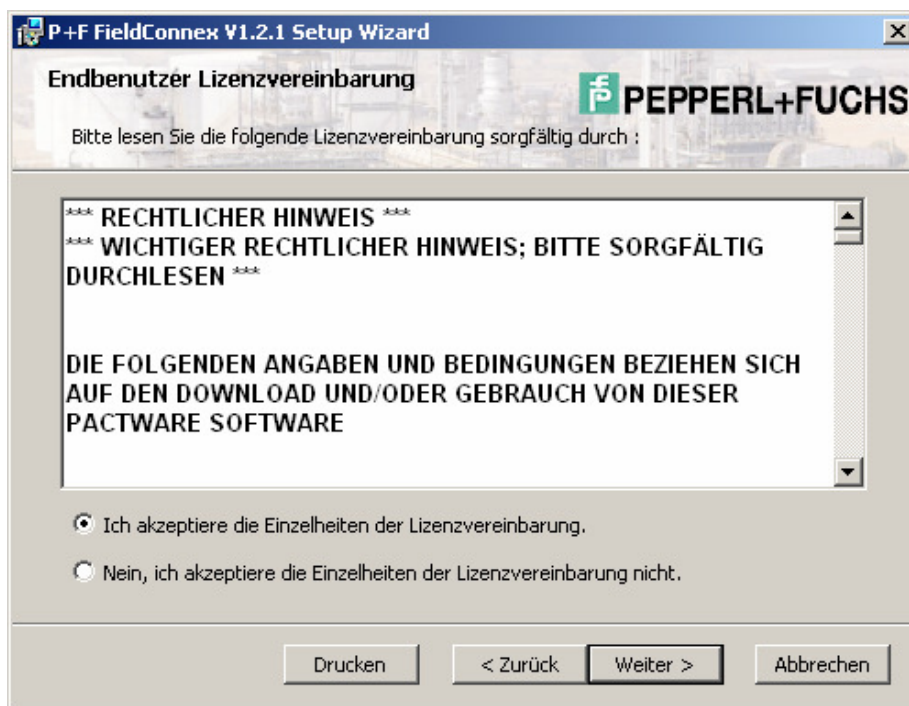 P+F FieldConnex V1.2.1 Setup Wizard
Endbenutzer Lizenzvereinbarung
PEPPERL+FUCHS
Bitte lesen Sie die folgende Lizenzvereinbarung sorgfältig durch :
*** RECHTLICHER HINWEIS ***
*** WICHTIGER RECHTLICHER HINWEIS; BITTE SORGFÄLTIG
DURCHLESEN ***
DIE FOLGENDEN ANGABEN UND BEDINGUNGEN BEZIEHEN SICH
AUF DEN DOWNLOAD UND/ODER GEBRAUCH VON DIESER
PACTWARE SOFTWARE
Ich akzeptiere die Einzelheiten der Lizenzvereinbarung.
Nein, ich akzeptiere die Einzelheiten der Lizenzvereinbarung nicht.
Drucken
< Zurück
Weiter >
Abbrechen